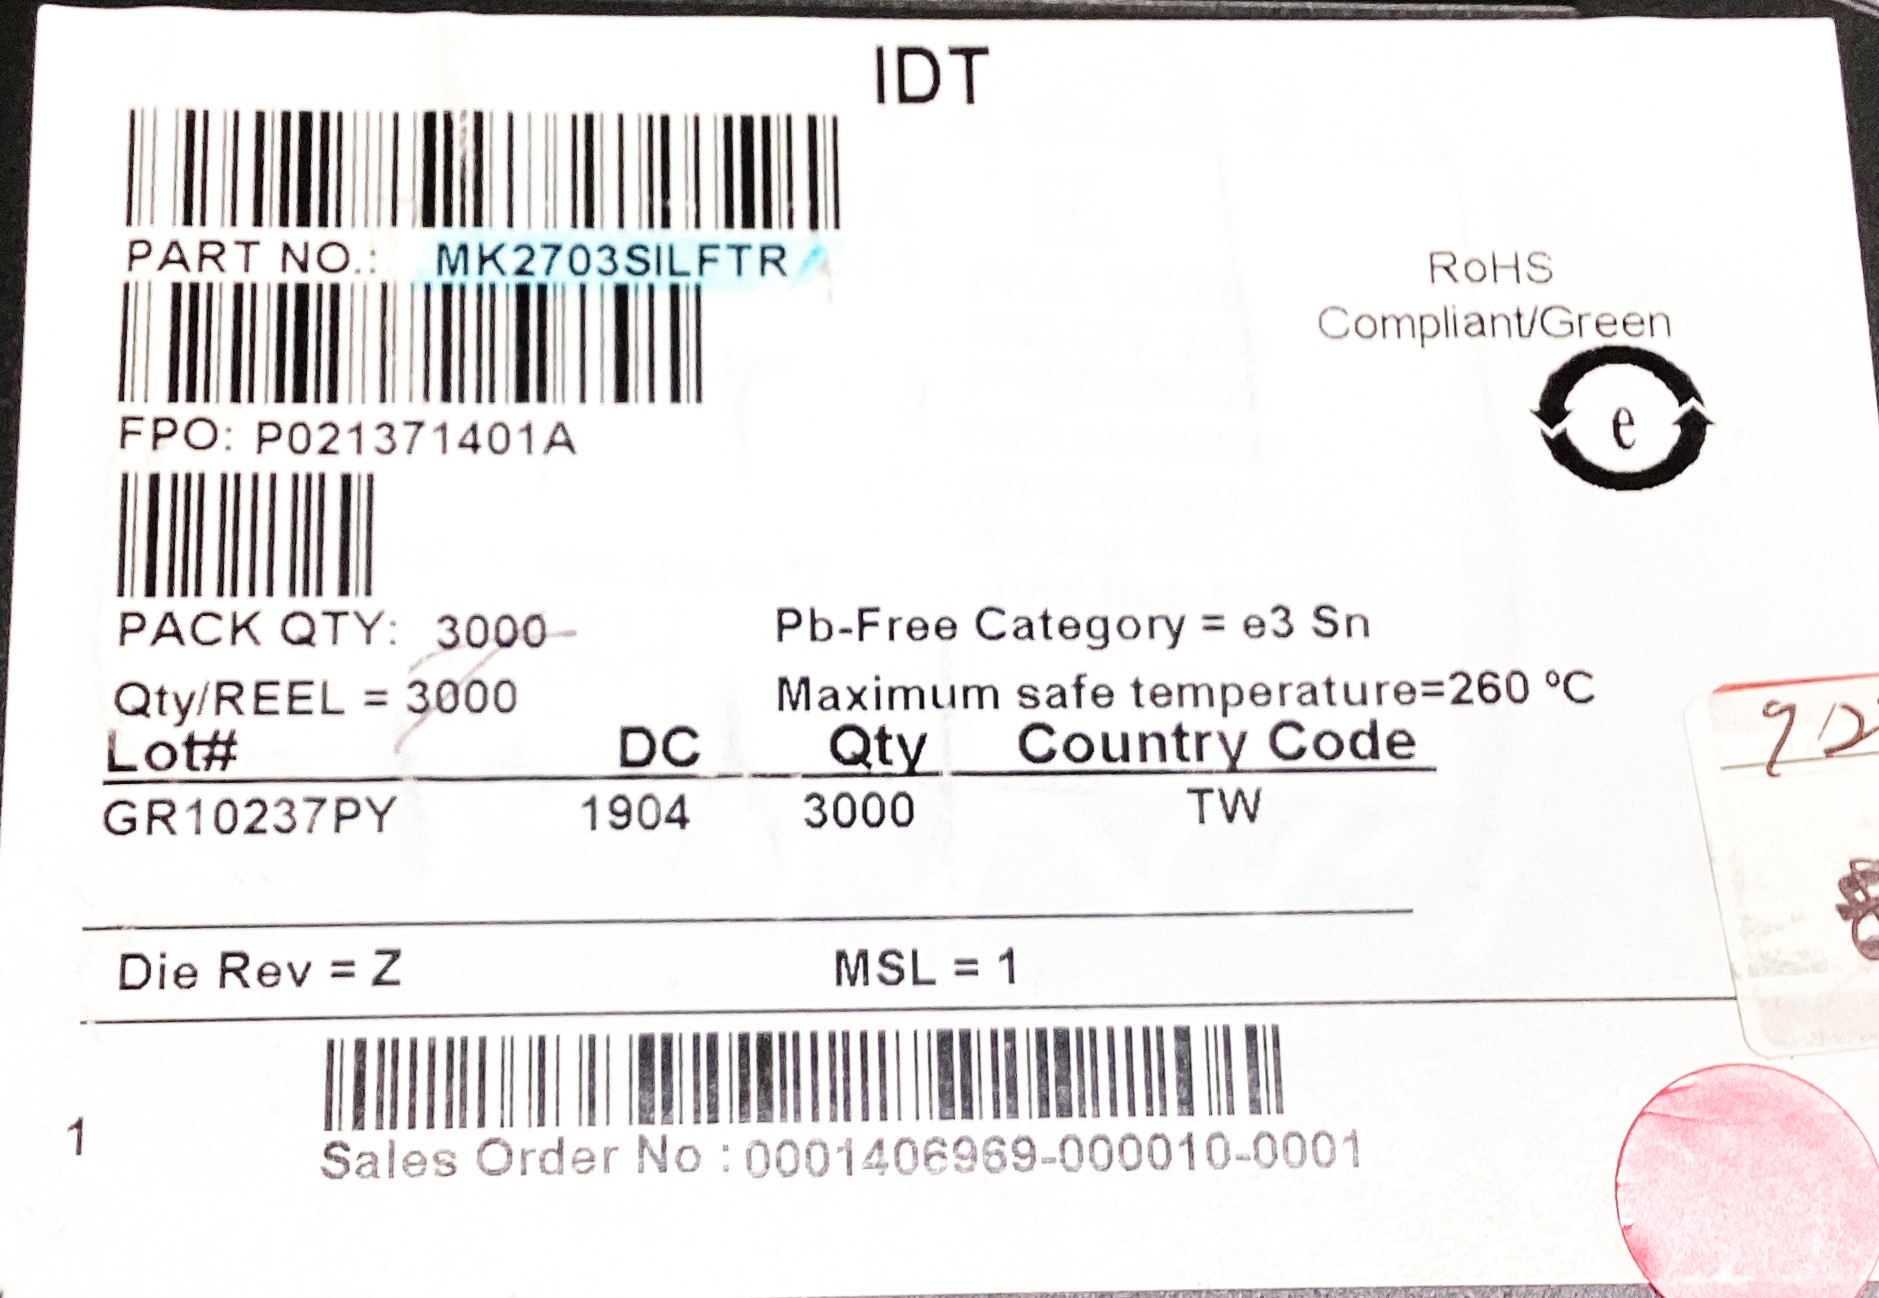 IDT
PART NO.: MK2703SILFTR
RoHS
Compliant/Green
e
FPO: P021371401A
PACK QTY: 3000
Pb-Free Category = e3 Sn
Qty/REEL = 3000
Maximum safe temperature=260 ºC
Lot# DC Qty Country Code
GR10237PY 1904 3000 TW
Die Rev = Z MSL = 1
1
Sales Order No :0001406969-000010-0001